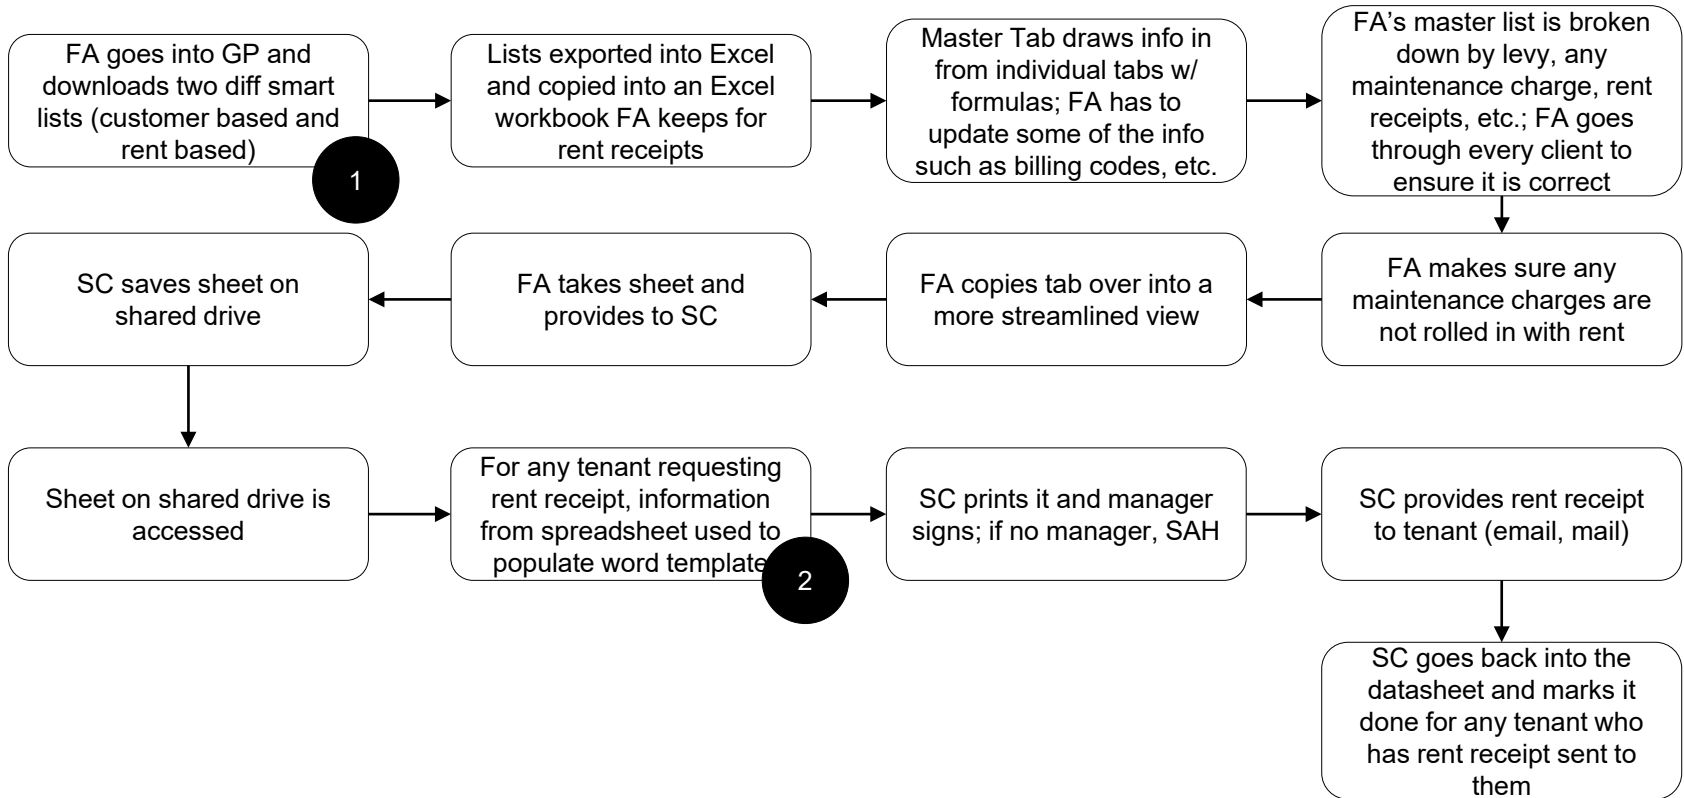 FA goes into GP and
downloads two diff smart
lists (customer based and
rent based)
1
Lists exported into Excel
and copied into an Excel
workbook FA keeps for
rent receipts
Master Tab draws info in
from individual tabs w/
formulas; FA has to
update some of the info
such as billing codes, etc.
FA’s master list is broken
down by levy, any
maintenance charge, rent
receipts, etc.; FA goes
through every client to
ensure it is correct
FA makes sure any
maintenance charges are
not rolled in with rent
FA copies tab over into a
more streamlined view
FA takes sheet and
provides to SC
SC saves sheet on
shared drive
Sheet on shared drive is
accessed
For any tenant requesting
rent receipt, information
from spreadsheet used to
populate word template
2
SC prints it and manager
signs; if no manager, SAH
SC provides rent receipt
to tenant (email, mail)
SC goes back into the
datasheet and marks it
done for any tenant who
has rent receipt sent to
them